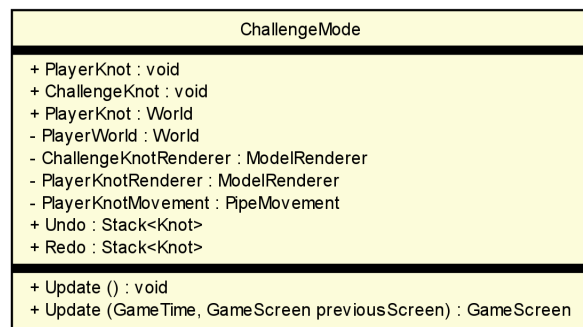 ChallengeMode
+ PlayerKnot : void
+ ChallengeKnot : void
+ PlayerKnot : World
- PlayerWorld : World
- ChallengeKnotRenderer : ModelRenderer
- PlayerKnotRenderer : ModelRenderer
- PlayerKnotMovement : PipeMovement
+ Undo : Stack<Knot>
+ Redo : Stack<Knot>
+ Update () : void
+ Update (GameTime, GameScreen previousScreen) : GameScreen